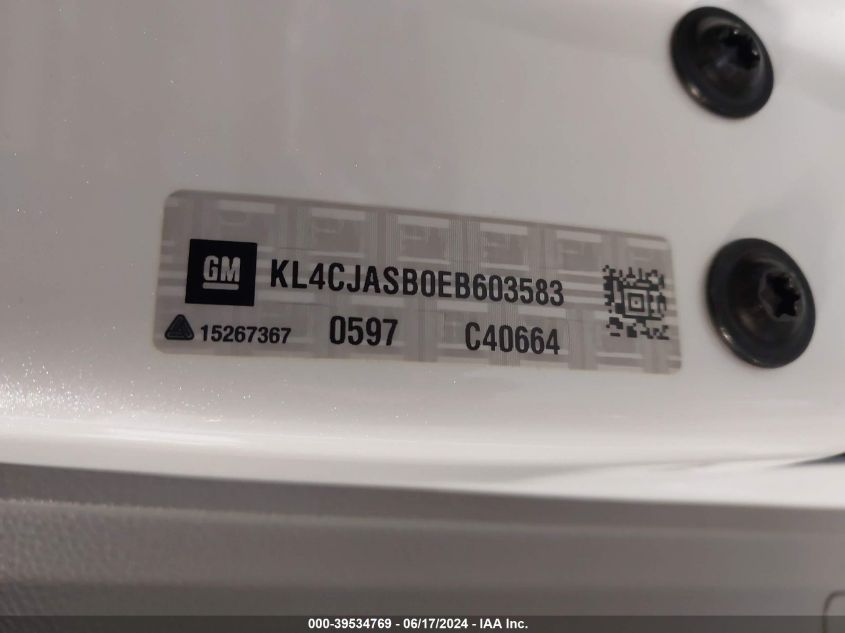 GM KL4CJASB0EB603583
15267367 0597 C40664
000-39534769 - 06/17/2024 - IAA Inc.